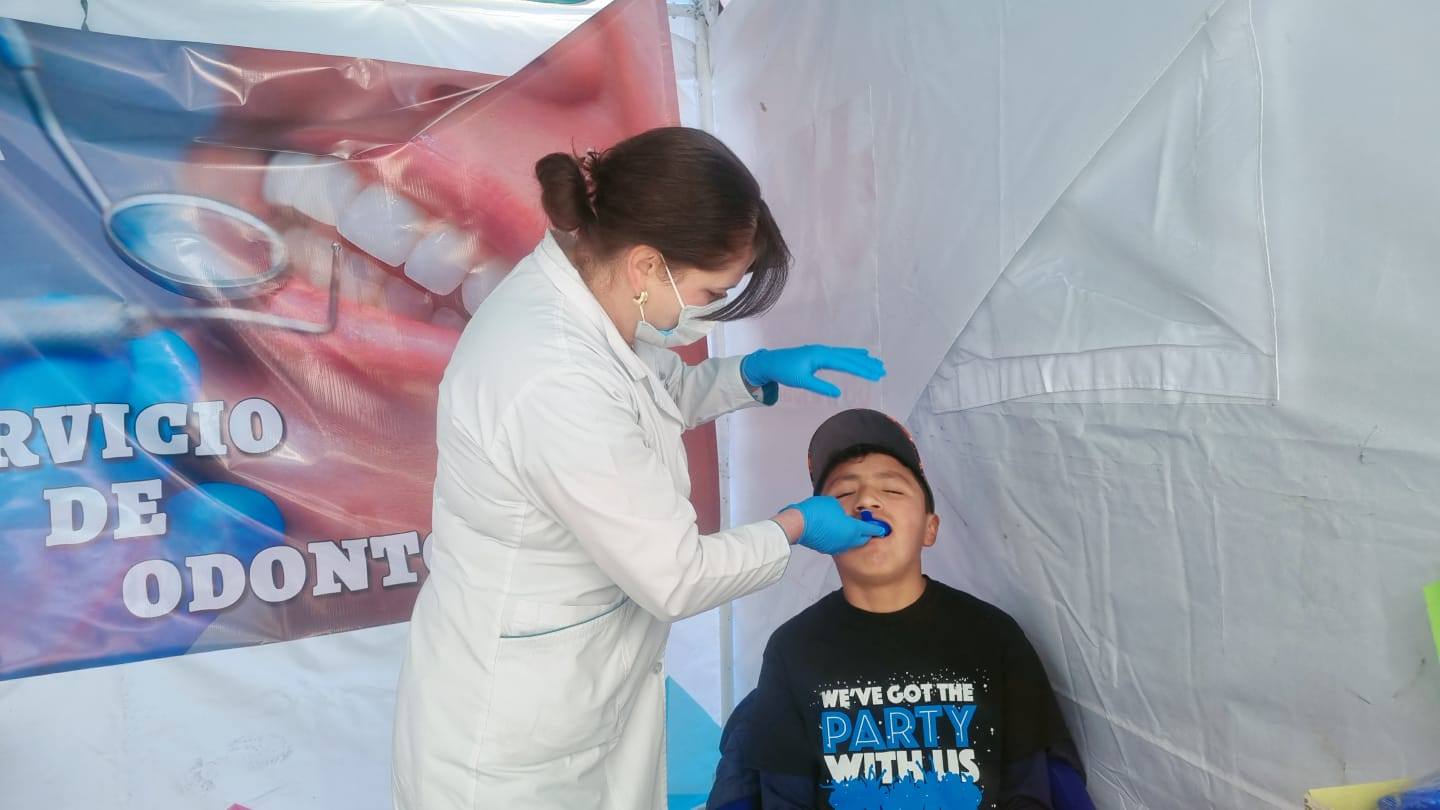 RVICIO
DE
ODONTO
WE'VE GOT THE
PARTY
WITH US